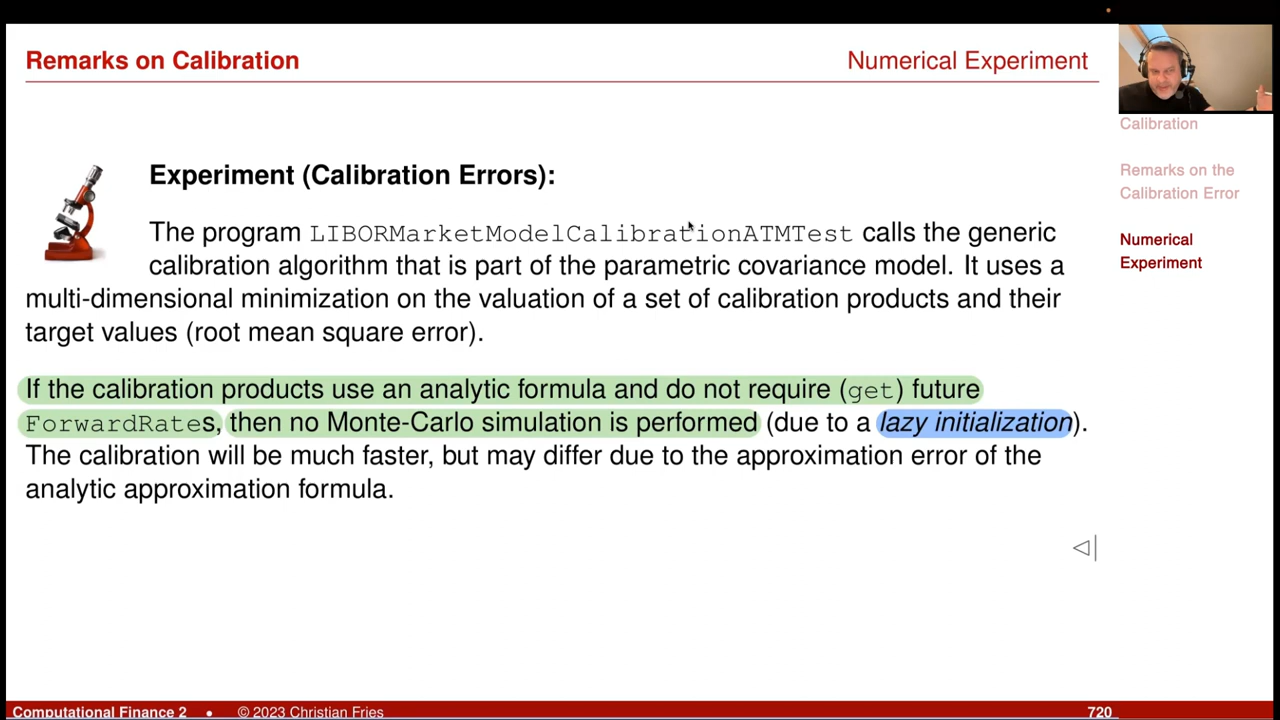 Remarks on Calibration
Numerical Experiment
Calibration
Remarks on the
Calibration Error
Numerical
Experiment
Experiment (Calibration Errors):
The program LIBORMarketModelCalibrationATMTest calls the generic
calibration algorithm that is part of the parametric covariance model. It uses a
multi-dimensional minimization on the valuation of a set of calibration products and their
target values (root mean square error).
If the calibration products use an analytic formula and do not require (get) future
ForwardRates, then no Monte-Carlo simulation is performed (due to a lazy initialization).
The calibration will be much faster, but may differ due to the approximation error of the
analytic approximation formula.
Computational Finance 2 • © 2023 Christian Fries 720